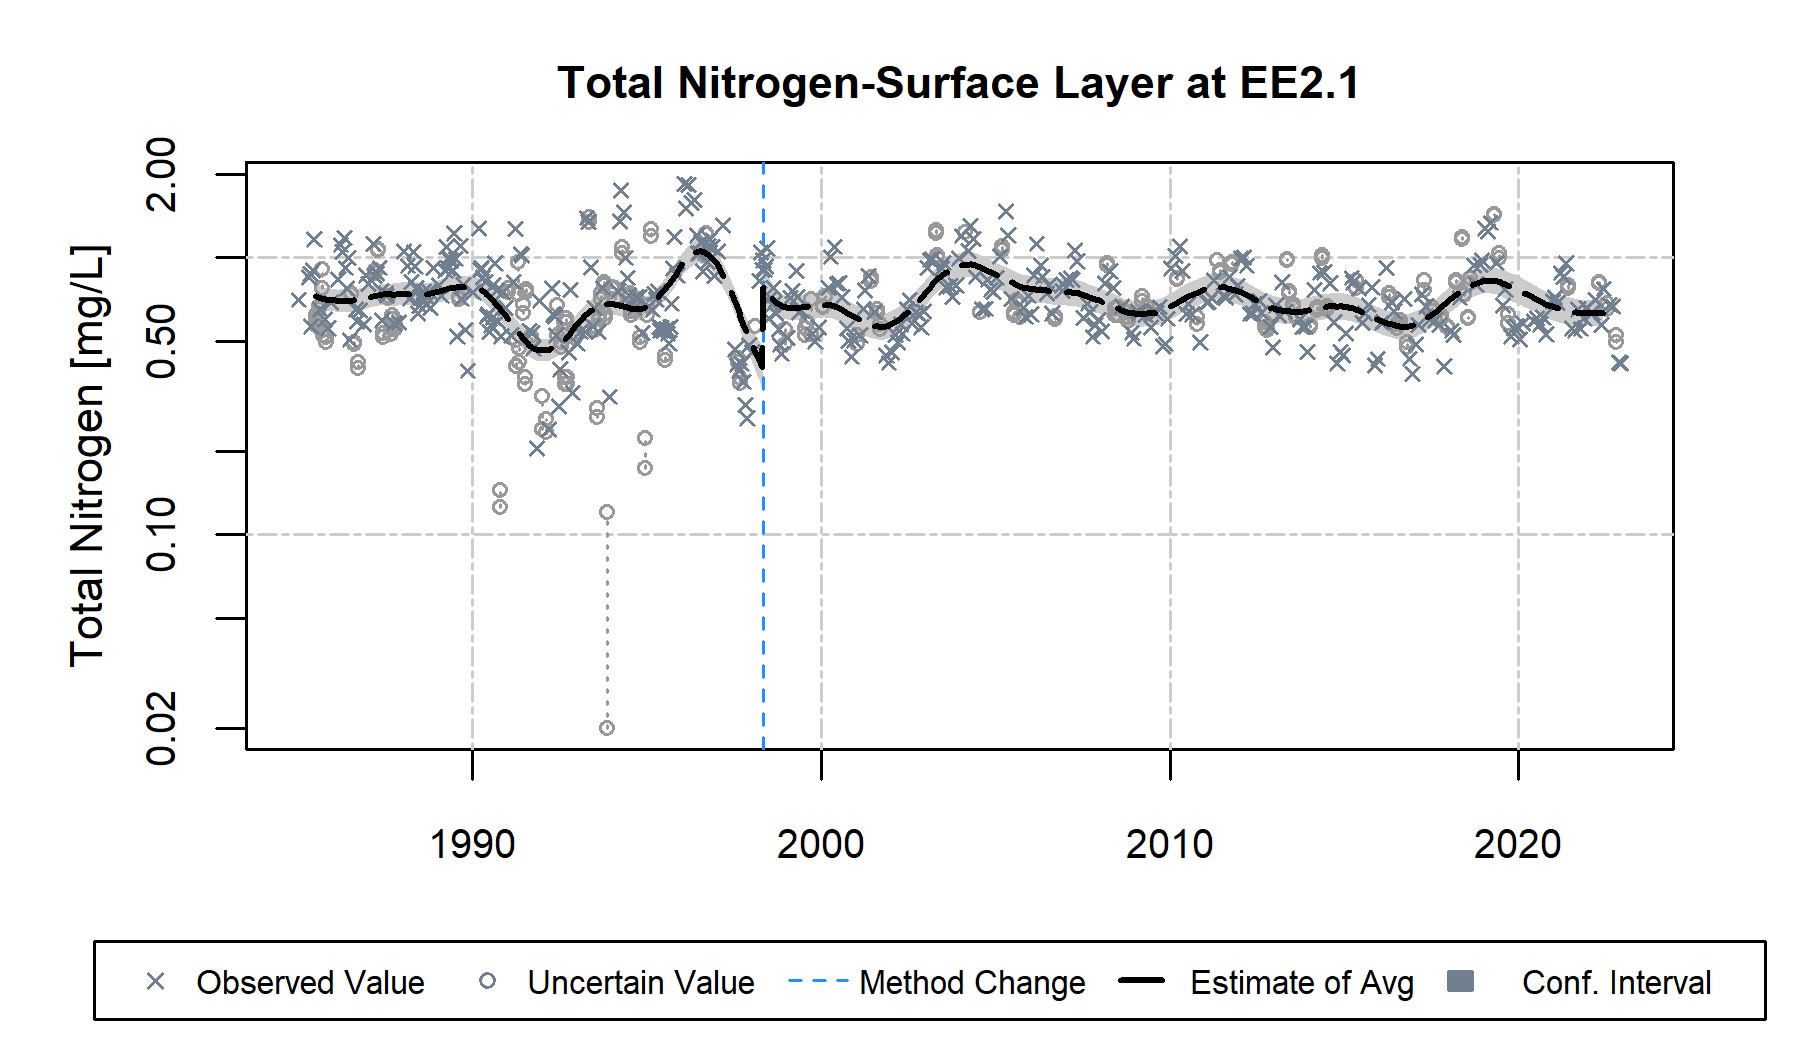 Total Nitrogen-Surface Layer at EE2.1
Total Nitrogen [mg/L]
2.00
0.50
0.10
0.02
1990 2000 2010 2020
Observed Value Uncertain Value Method Change Estimate of Avg Conf. Interval